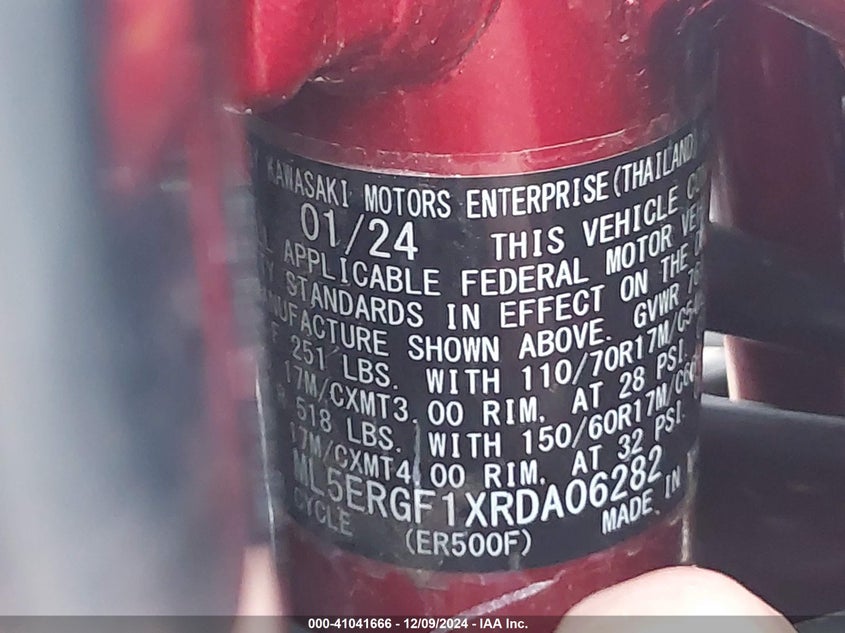 KAWASAKI MOTORS ENTERPRISE(THAILAND)
01/24 THIS VEHICLE
APPLICABLE FEDERAL MOTOR
STANDARDS IN EFFECT ON THE
SHOWN ABOVE. GVWR
251 LBS. WITH 110/70R17M/C
17M/CXMT3.00 RIM, AT 28 PSI.
518 LBS. WITH 150/60R17M/C
17M/CXMT4.00 RIM, AT 32 PSI.
ML5ERGF1XRDA06282
CYCLE MADE IN
(ER500F)
000-41041666 - 12/09/2024 - IAA Inc.